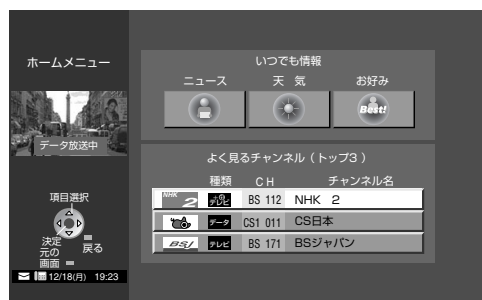 ホームメニュー
データ放送中
項目選択
決定
元の
画面
戻る
12/18(月) 19:23
いつでも情報
ニュース 天 気 お好み
Best!
よく見るチャンネル(トップ3)
種類 CH チャンネル名
NHK 2 テレビ BS 112 NHK 2
データ CS1 011 CS日本
BSJ テレビ BS 171 BSジャパン